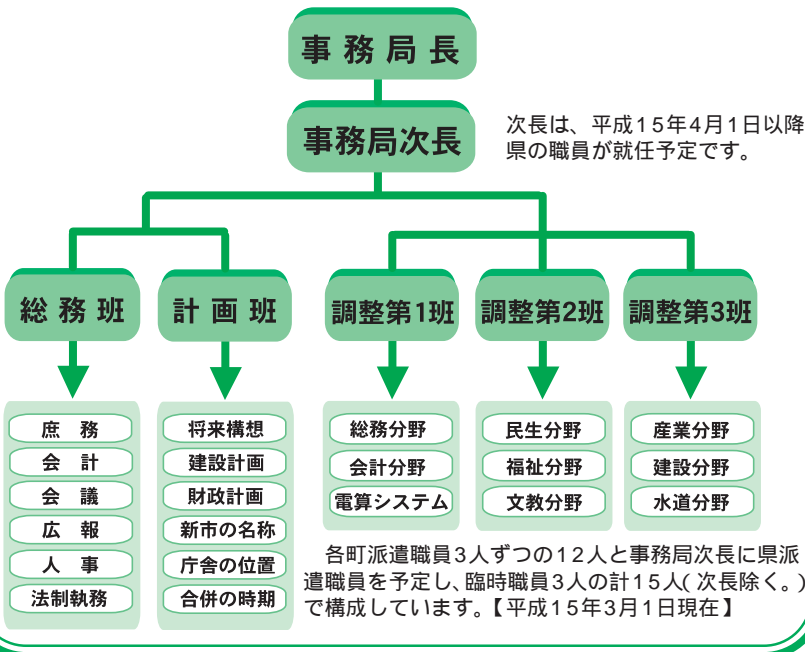 事務局長
事務局次長
次長は、平成15年4月1日以降
県の職員が就任予定です。
総務班
計画班
調整第1班
調整第2班
調整第3班
庶務
会計
会議
広報
人事
法制執務
将来構想
建設計画
財政計画
新市の名称
庁舎の位置
合併の時期
総務分野
会計分野
電算システム
民生分野
福祉分野
文教分野
産業分野
建設分野
水道分野
各町派遣職員3人ずつの12人と事務局次長に県派
遣職員を予定し、臨時職員3人の計15人(次長除く。)
で構成しています。【平成15年3月1日現在】